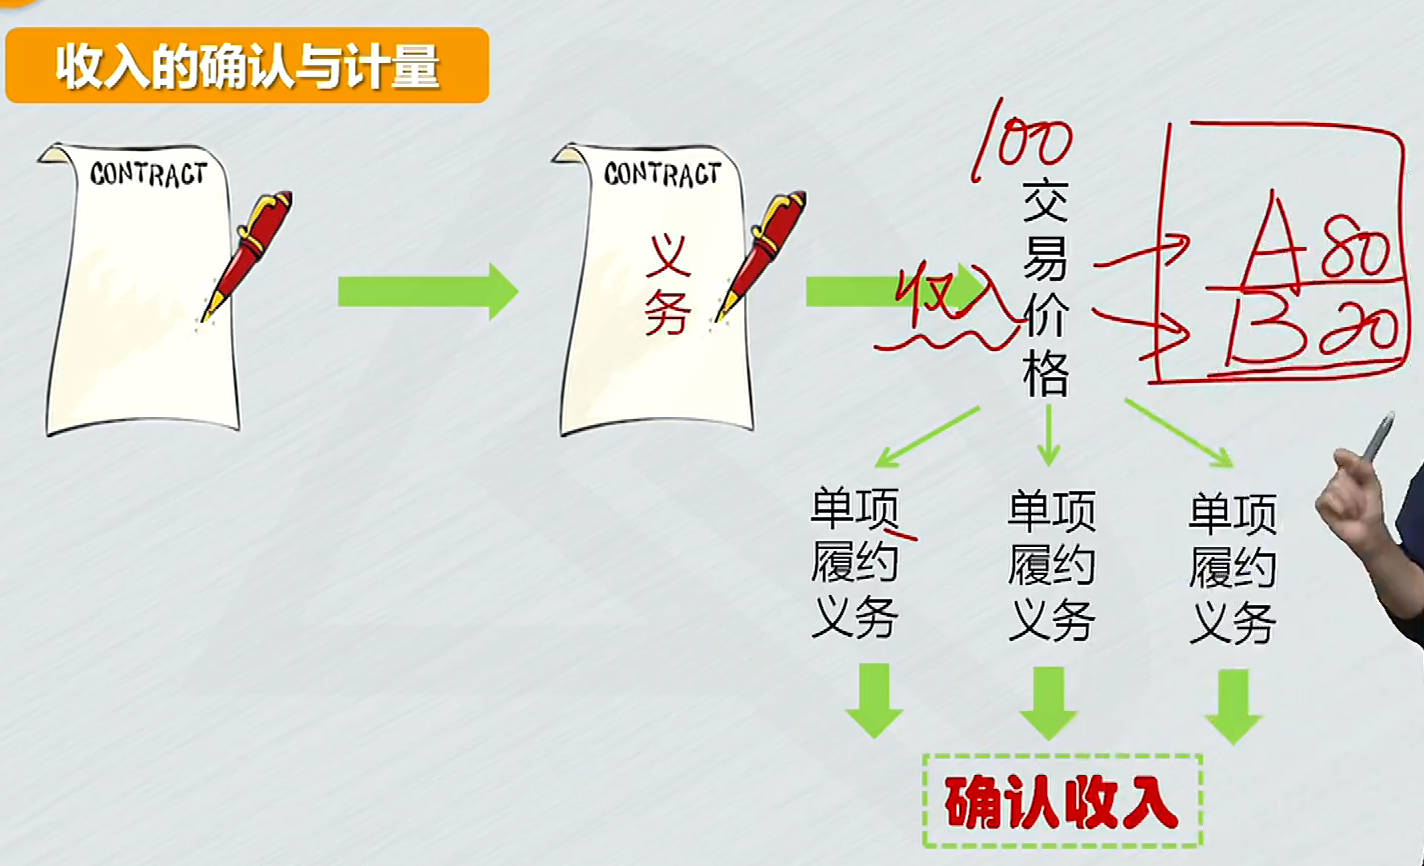 收入的确认与计量
CONTRACT
CONTRACT
义
务
100
交
易
价
格
收入
A 80
B 20
单项
履约
义务
单项
履约
义务
单项
履约
义务
确认收入